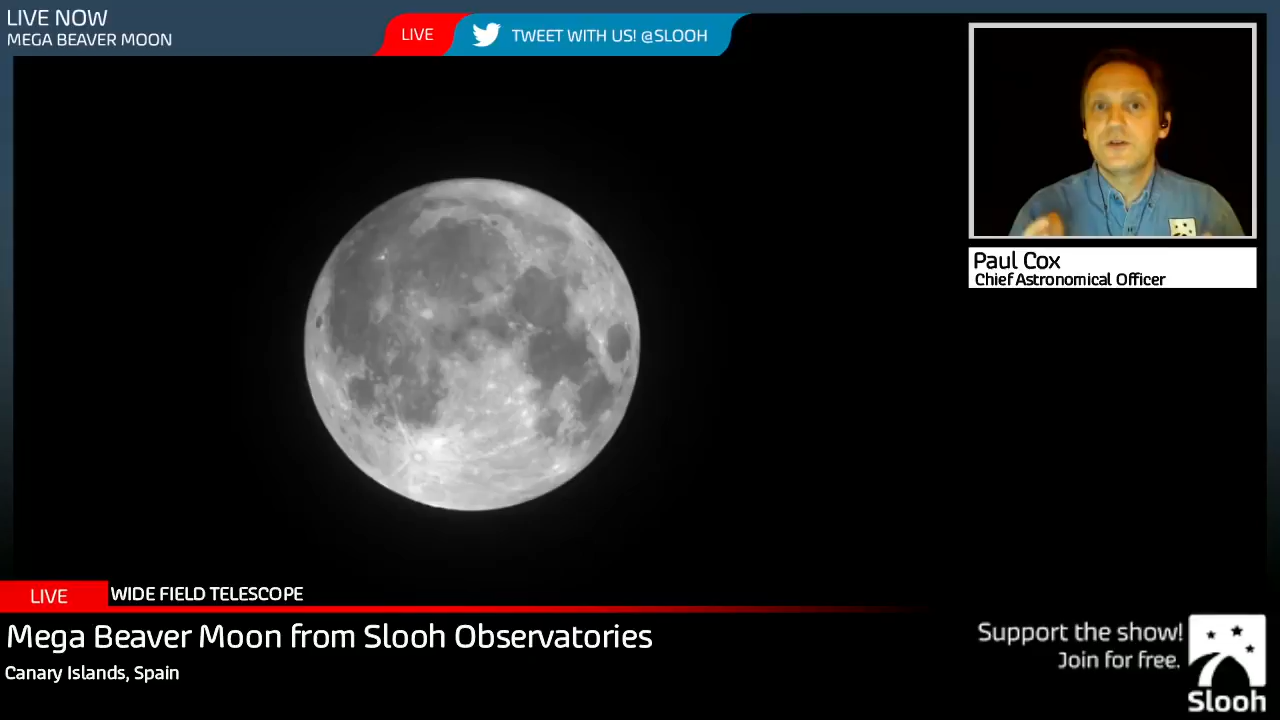 LIVE NOW
MEGA BEAVER MOON
LIVE
TWEET WITH US! @SLOOH
Paul Cox
Chief Astronomical Officer
LIVE
WIDE FIELD TELESCOPE
Mega Beaver Moon from Slooh Observatories
Canary Islands, Spain
Support the show!
Join for free.
Slooh